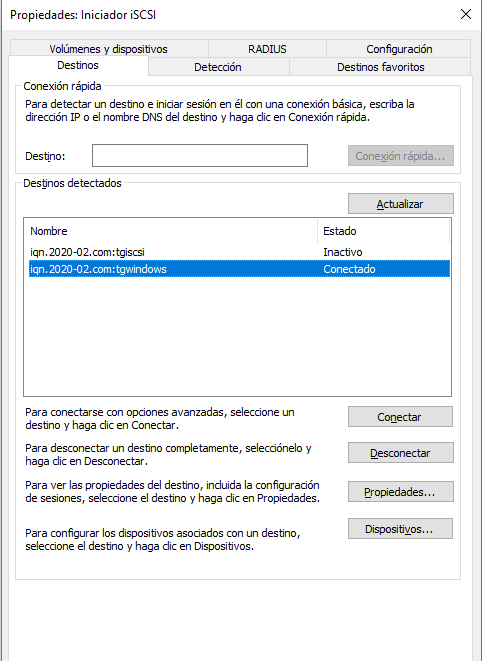 Propiedades: Iniciador iSCSI
Volúmenes y dispositivos
RADIUS
Configuración
Destinos
Detección
Destinos favoritos
Conexión rápida
Para detectar un destino e iniciar sesión en él con una conexión básica, escriba la
dirección IP o el nombre DNS del destino y haga clic en Conexión rápida.
Destino:
Conexión rápida...
Destinos detectados
Actualizar
Nombre
Estado
iqn.2020-02.com:tgiscsi
Inactivo
iqn.2020-02.com:tgwindows
Conectado
Para conectarse con opciones avanzadas, seleccione un
destino y haga clic en Conectar.
Conectar
Para desconectar un destino completamente, selecciónelo y
haga clic en Desconectar.
Desconectar
Para ver las propiedades del destino, incluida la configuración
de sesiones, seleccione el destino y haga clic en Propiedades.
Propiedades...
Para configurar los dispositivos asociados con un destino,
seleccione el destino y haga clic en Dispositivos.
Dispositivos...